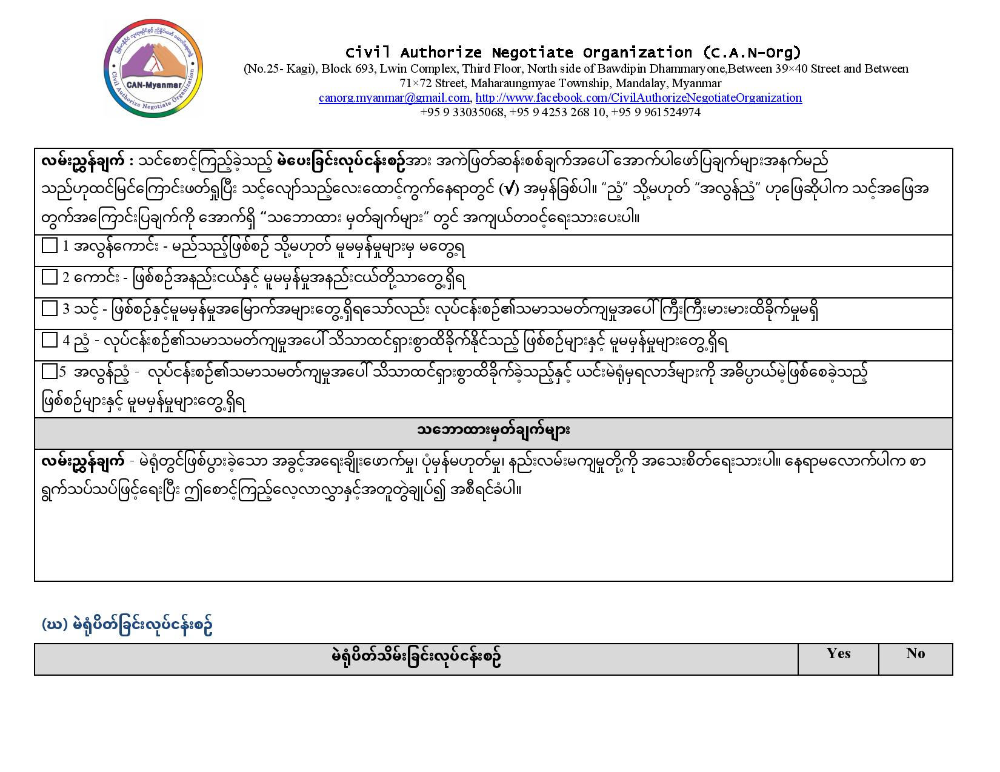 မြန်မာနိုင်ငံ လူထုရပိုင်ခွင့် ညှိနှိုင်းဖော် ဆောင်ရေးအဖွဲ့
CAN-Myanmar
Civil Authorize Negotiate Organization
Civil Authorize Negotiate Organization (C.A.N-Org)
(No.25- Kagi), Block 693, Lwin Complex, Third Floor, North side of Bawdipin Dhammaryone,Between 39×40 Street and Between
71×72 Street, Maharaungmyae Township, Mandalay, Myanmar
canorg.myanmar@gmail.com, http://www.facebook.com/CivilAuthorizeNegotiateOrganization
+95 9 33035068, +95 9 4253 268 10, +95 9 961524974
လမ်းညွှန်ချက် : သင်စောင့်ကြည့်ခဲ့သည့် မဲပေးခြင်းလုပ်ငန်းစဉ်အား အကဲဖြတ်ဆန်းစစ်ချက်အပေါ် အောက်ပါဖော်ပြချက်များအနက်မည်
သည်ဟုထင်မြင်ကြောင်းဖတ်ရှုပြီး သင့်လျော်သည့်လေးထောင့်ကွက်နေရာတွင် (√) အမှန်ခြစ်ပါ။ “ညံ့” သို့မဟုတ် “အလွန်ညံ့” ဟုဖြေဆိုပါက သင့်အဖြေအ
တွက်အကြောင်းပြချက်ကို အောက်ရှိ “သဘောထား မှတ်ချက်များ” တွင် အကျယ်တဝင့်ရေးသားပေးပါ။
☐ 1 အလွန်ကောင်း - မည်သည့်ဖြစ်စဉ် သို့မဟုတ် မူမမှန်မှုများမှ မတွေ့ရ
☐ 2 ကောင်း - ဖြစ်စဉ်အနည်းငယ်နှင့် မူမမှန်မှုအနည်းငယ်တို့သာတွေ့ရှိရ
☐ 3 သင့် - ဖြစ်စဉ်နှင့်မူမမှန်မှုအမြောက်အများတွေ့ရှိရသော်လည်း လုပ်ငန်းစဉ်၏သမာသမတ်ကျမှုအပေါ် ကြီးကြီးမားမားထိခိုက်မှုမရှိ
☐ 4 ညံ့ - လုပ်ငန်းစဉ်၏သမာသမတ်ကျမှုအပေါ် သိသာထင်ရှားစွာထိခိုက်နိုင်သည့် ဖြစ်စဉ်များနှင့် မူမမှန်မှုများတွေ့ရှိရ
☐5 အလွန်ညံ့ - လုပ်ငန်းစဉ်၏သမာသမတ်ကျမှုအပေါ် သိသာထင်ရှားစွာထိခိုက်ခဲ့သည့်နှင့် ယင်းမဲရုံမှရလာဒ်များကို အဓိပ္ပာယ်မဲ့ဖြစ်စေခဲ့သည့်
ဖြစ်စဉ်များနှင့် မူမမှန်မှုများတွေ့ရှိရ
သဘောထားမှတ်ချက်များ
လမ်းညွှန်ချက် - မဲရုံတွင်ဖြစ်ပွားခဲ့သော အခွင့်အရေးချိုးဖောက်မှု၊ ပုံမှန်မဟုတ်မှု၊ နည်းလမ်းမကျမှုတို့ကို အသေးစိတ်ရေးသားပါ။ နေရာမလောက်ပါက စာ
ရွက်သပ်သပ်ဖြင့်ရေးပြီး ဤစောင့်ကြည့်လေ့လာလွှာနှင့်အတူတွဲချုပ်၍ အစီရင်ခံပါ။
(ဃ) မဲရုံပိတ်ခြင်းလုပ်ငန်းစဉ်
မဲရုံပိတ်သိမ်းခြင်းလုပ်ငန်းစဉ် Yes No